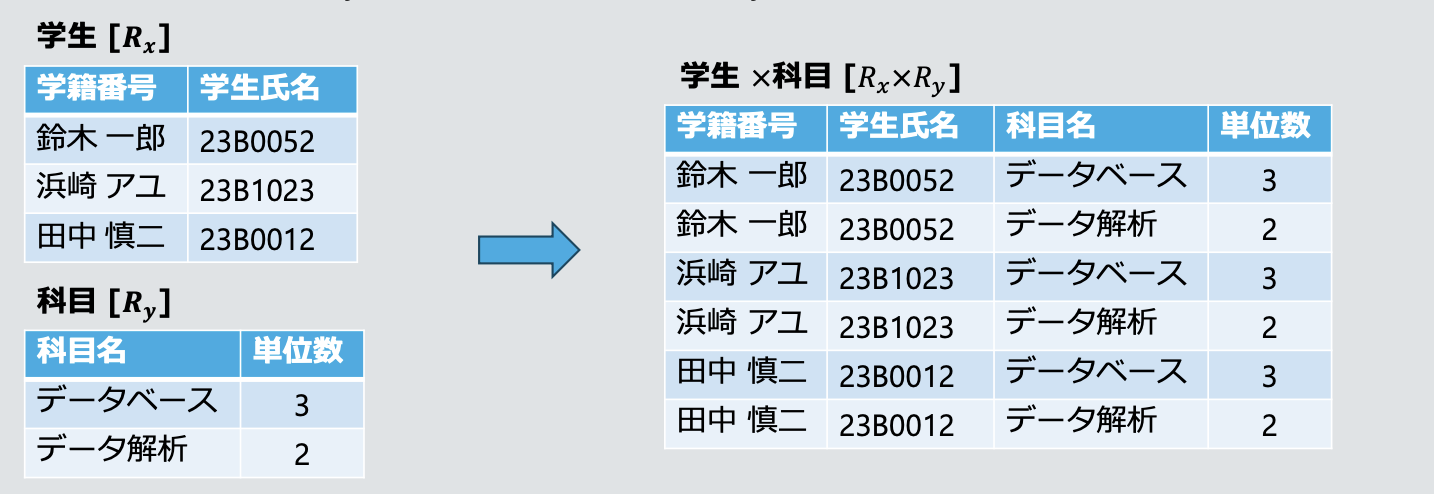 学生 [Rₓ]
学籍番号 学生氏名
鈴木 一郎 23B0052
浜崎 アユ 23B1023
田中 慎二 23B0012
科目 [Rᵧ]
科目名 単位数
データベース 3
データ解析 2
学生 ×科目 [Rₓ×Rᵧ]
学籍番号 学生氏名 科目名 単位数
鈴木 一郎 23B0052 データベース 3
鈴木 一郎 23B0052 データ解析 2
浜崎 アユ 23B1023 データベース 3
浜崎 アユ 23B1023 データ解析 2
田中 慎二 23B0012 データベース 3
田中 慎二 23B0012 データ解析 2